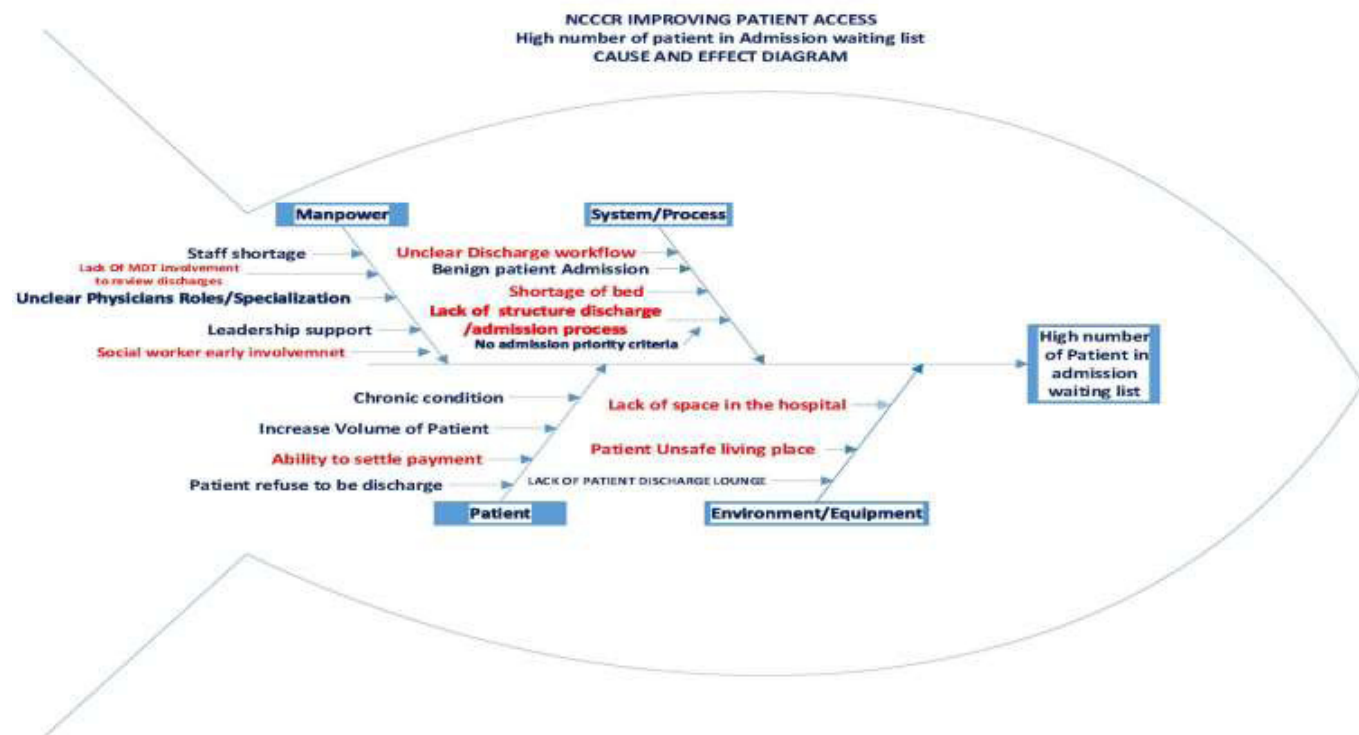 NCCCR IMPROVING PATIENT ACCESS
High number of patient in Admission waiting list
CAUSE AND EFFECT DIAGRAM
Manpower
Staff shortage
Lack Of MDT involvement
to review discharges
Unclear Physicians Roles/Specialization
Leadership support
Social worker early involvemnet
System/Process
Unclear Discharge workflow
Benign patient Admission
Shortage of bed
Lack of structure discharge
/admission process
No admission priority criteria
High number
of Patient in
admission
waiting list
Chronic condition
Increase Volume of Patient
Ability to settle payment
Patient refuse to be discharge
Patient
Lack of space in the hospital
Patient Unsafe living place
LACK OF PATIENT DISCHARGE LOUNGE
Environment/Equipment